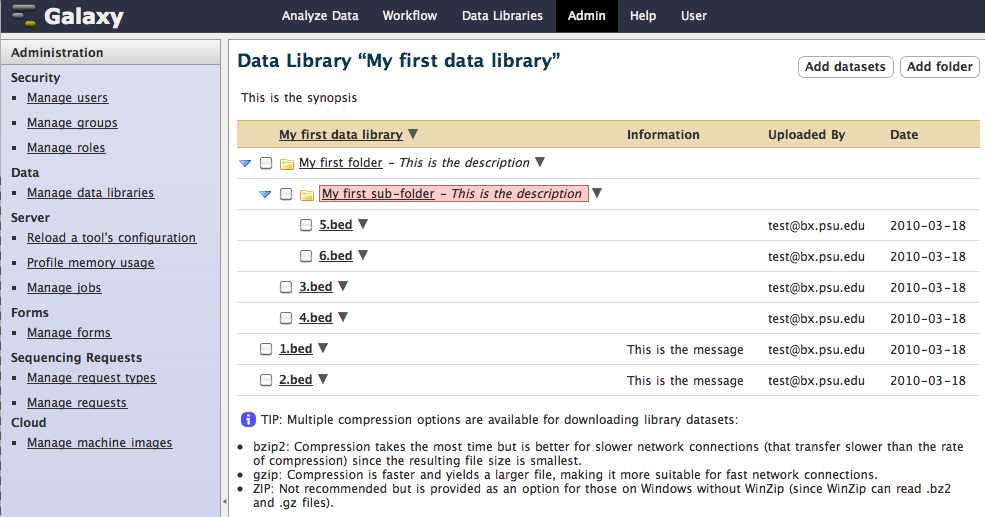 Galaxy
Analyze Data Workflow Data Libraries Admin Help User
Administration
Security
Manage users
Manage groups
Manage roles
Data
Manage data libraries
Server
Reload a tool's configuration
Profile memory usage
Manage jobs
Forms
Manage forms
Sequencing Requests
Manage request types
Manage requests
Cloud
Manage machine images
Data Library “My first data library”
Add datasets Add folder
This is the synopsis
My first data library ▼ Information Uploaded By Date
My first folder – This is the description ▼
My first sub-folder – This is the description ▼
5.bed ▼ test@bx.psu.edu 2010-03-18
6.bed ▼ test@bx.psu.edu 2010-03-18
3.bed ▼ test@bx.psu.edu 2010-03-18
4.bed ▼ test@bx.psu.edu 2010-03-18
1.bed ▼ This is the message test@bx.psu.edu 2010-03-18
2.bed ▼ This is the message test@bx.psu.edu 2010-03-18
i TIP: Multiple compression options are available for downloading library datasets:
• bzip2: Compression takes the most time but is better for slower network connections (that transfer slower than the rate
of compression) since the resulting file size is smallest.
• gzip: Compression is faster and yields a larger file, making it more suitable for fast network connections.
• ZIP: Not recommended but is provided as an option for those on Windows without WinZip (since WinZip can read .bz2
and .gz files).